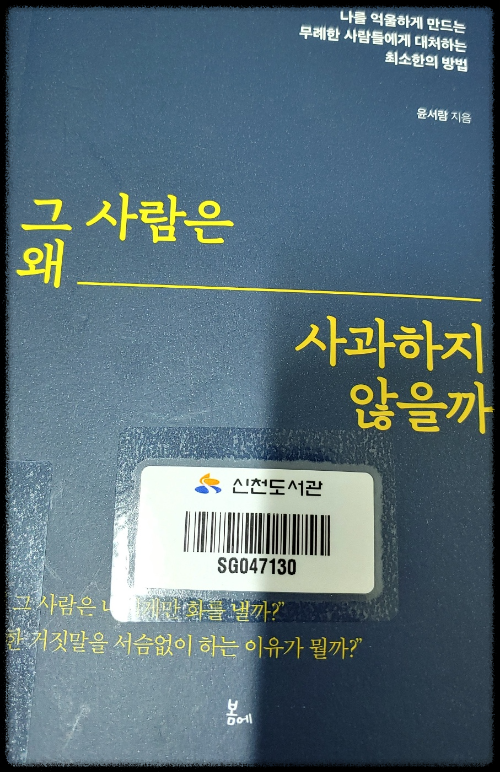 나를 억울하게 만드는
무례한 사람들에게 대처하는
최소한의 방법
윤서람 지음
그 사람은
왜
사과하지
않을까
신천도서관
SG047130
그 사람은 화를 낼까?"
한 거짓말을 서슴없이 하는 이유가 뭘까?"
봄에